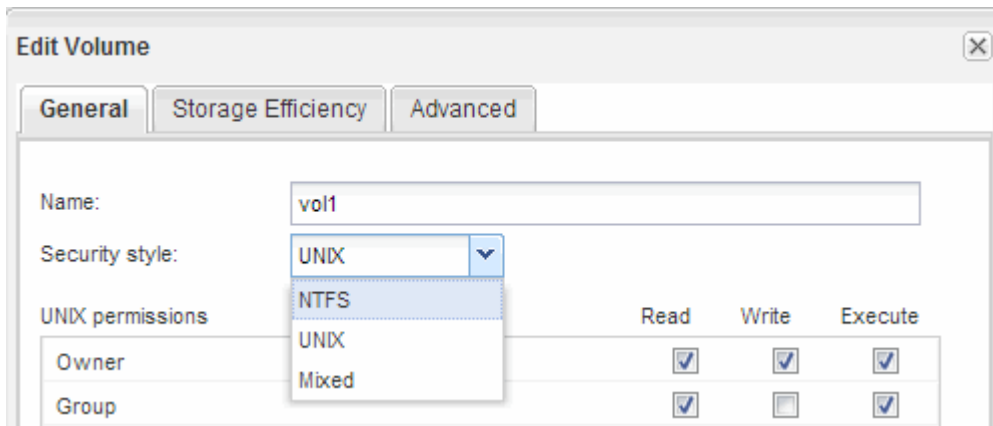 Edit Volume
General Storage Efficiency Advanced
Name: vol1
Security style: UNIX
NTFS
UNIX permissions Read Write Execute
UNIX
Owner
Mixed
Group